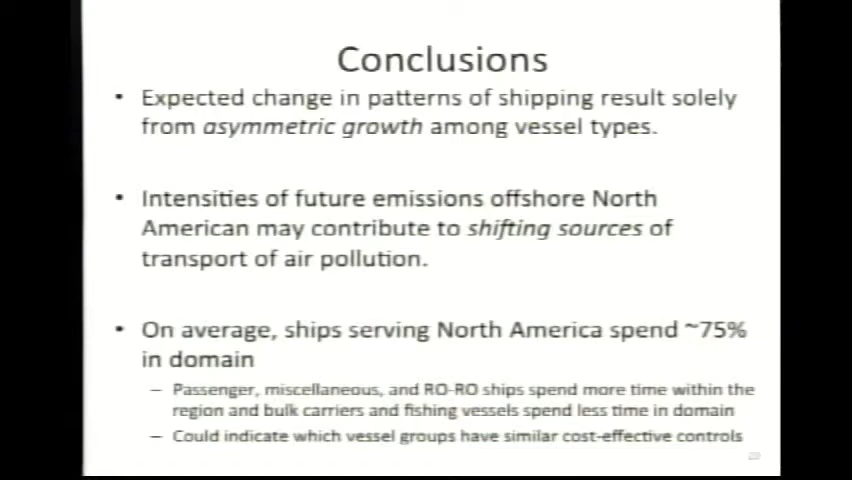 Conclusions
• Expected change in patterns of shipping result solely
from asymmetric growth among vessel types.
• Intensities of future emissions offshore North
American may contribute to shifting sources of
transport of air pollution.
• On average, ships serving North America spend ~75%
in domain
– Passenger, miscellaneous, and RO-RO ships spend more time within the
region and bulk carriers and fishing vessels spend less time in domain
– Could indicate which vessel groups have similar cost-effective controls